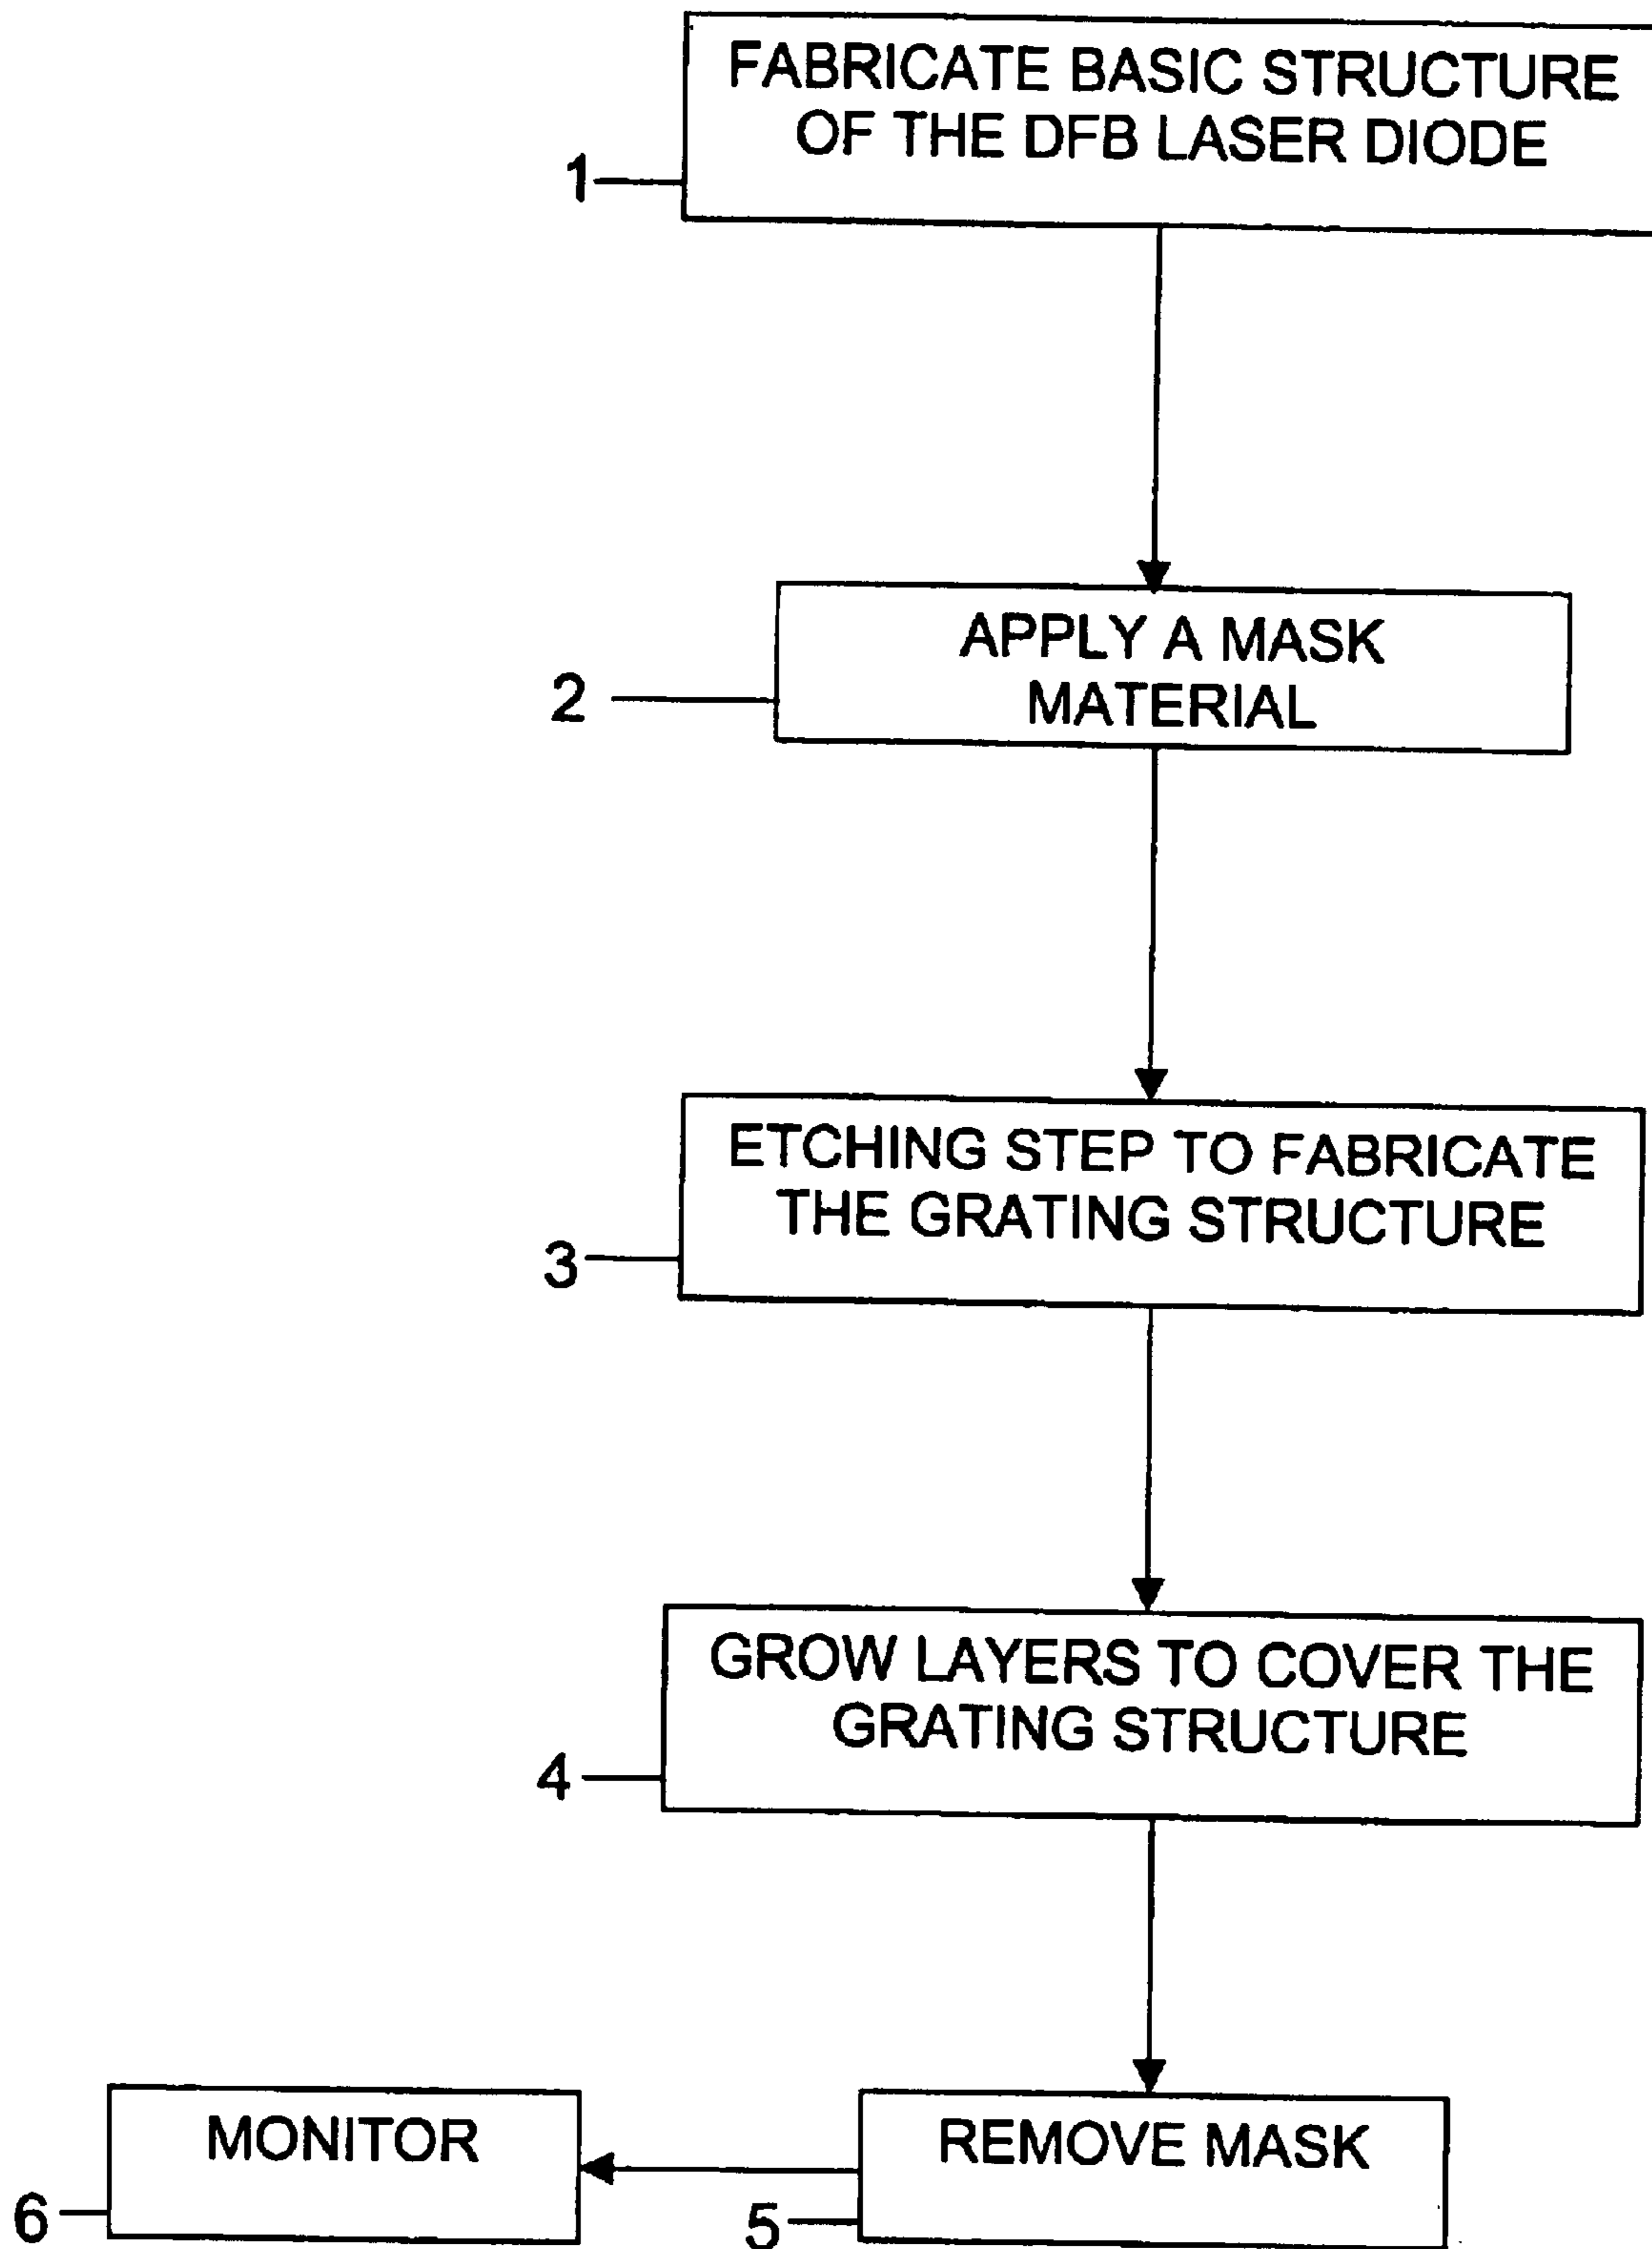 FABRICATE BASIC STRUCTURE
OF THE DFB LASER DIODE
1
APPLY A MASK
MATERIAL
2
ETCHING STEP TO FABRICATE
THE GRATING STRUCTURE
3
GROW LAYERS TO COVER THE
GRATING STRUCTURE
4
REMOVE MASK
5
MONITOR
6